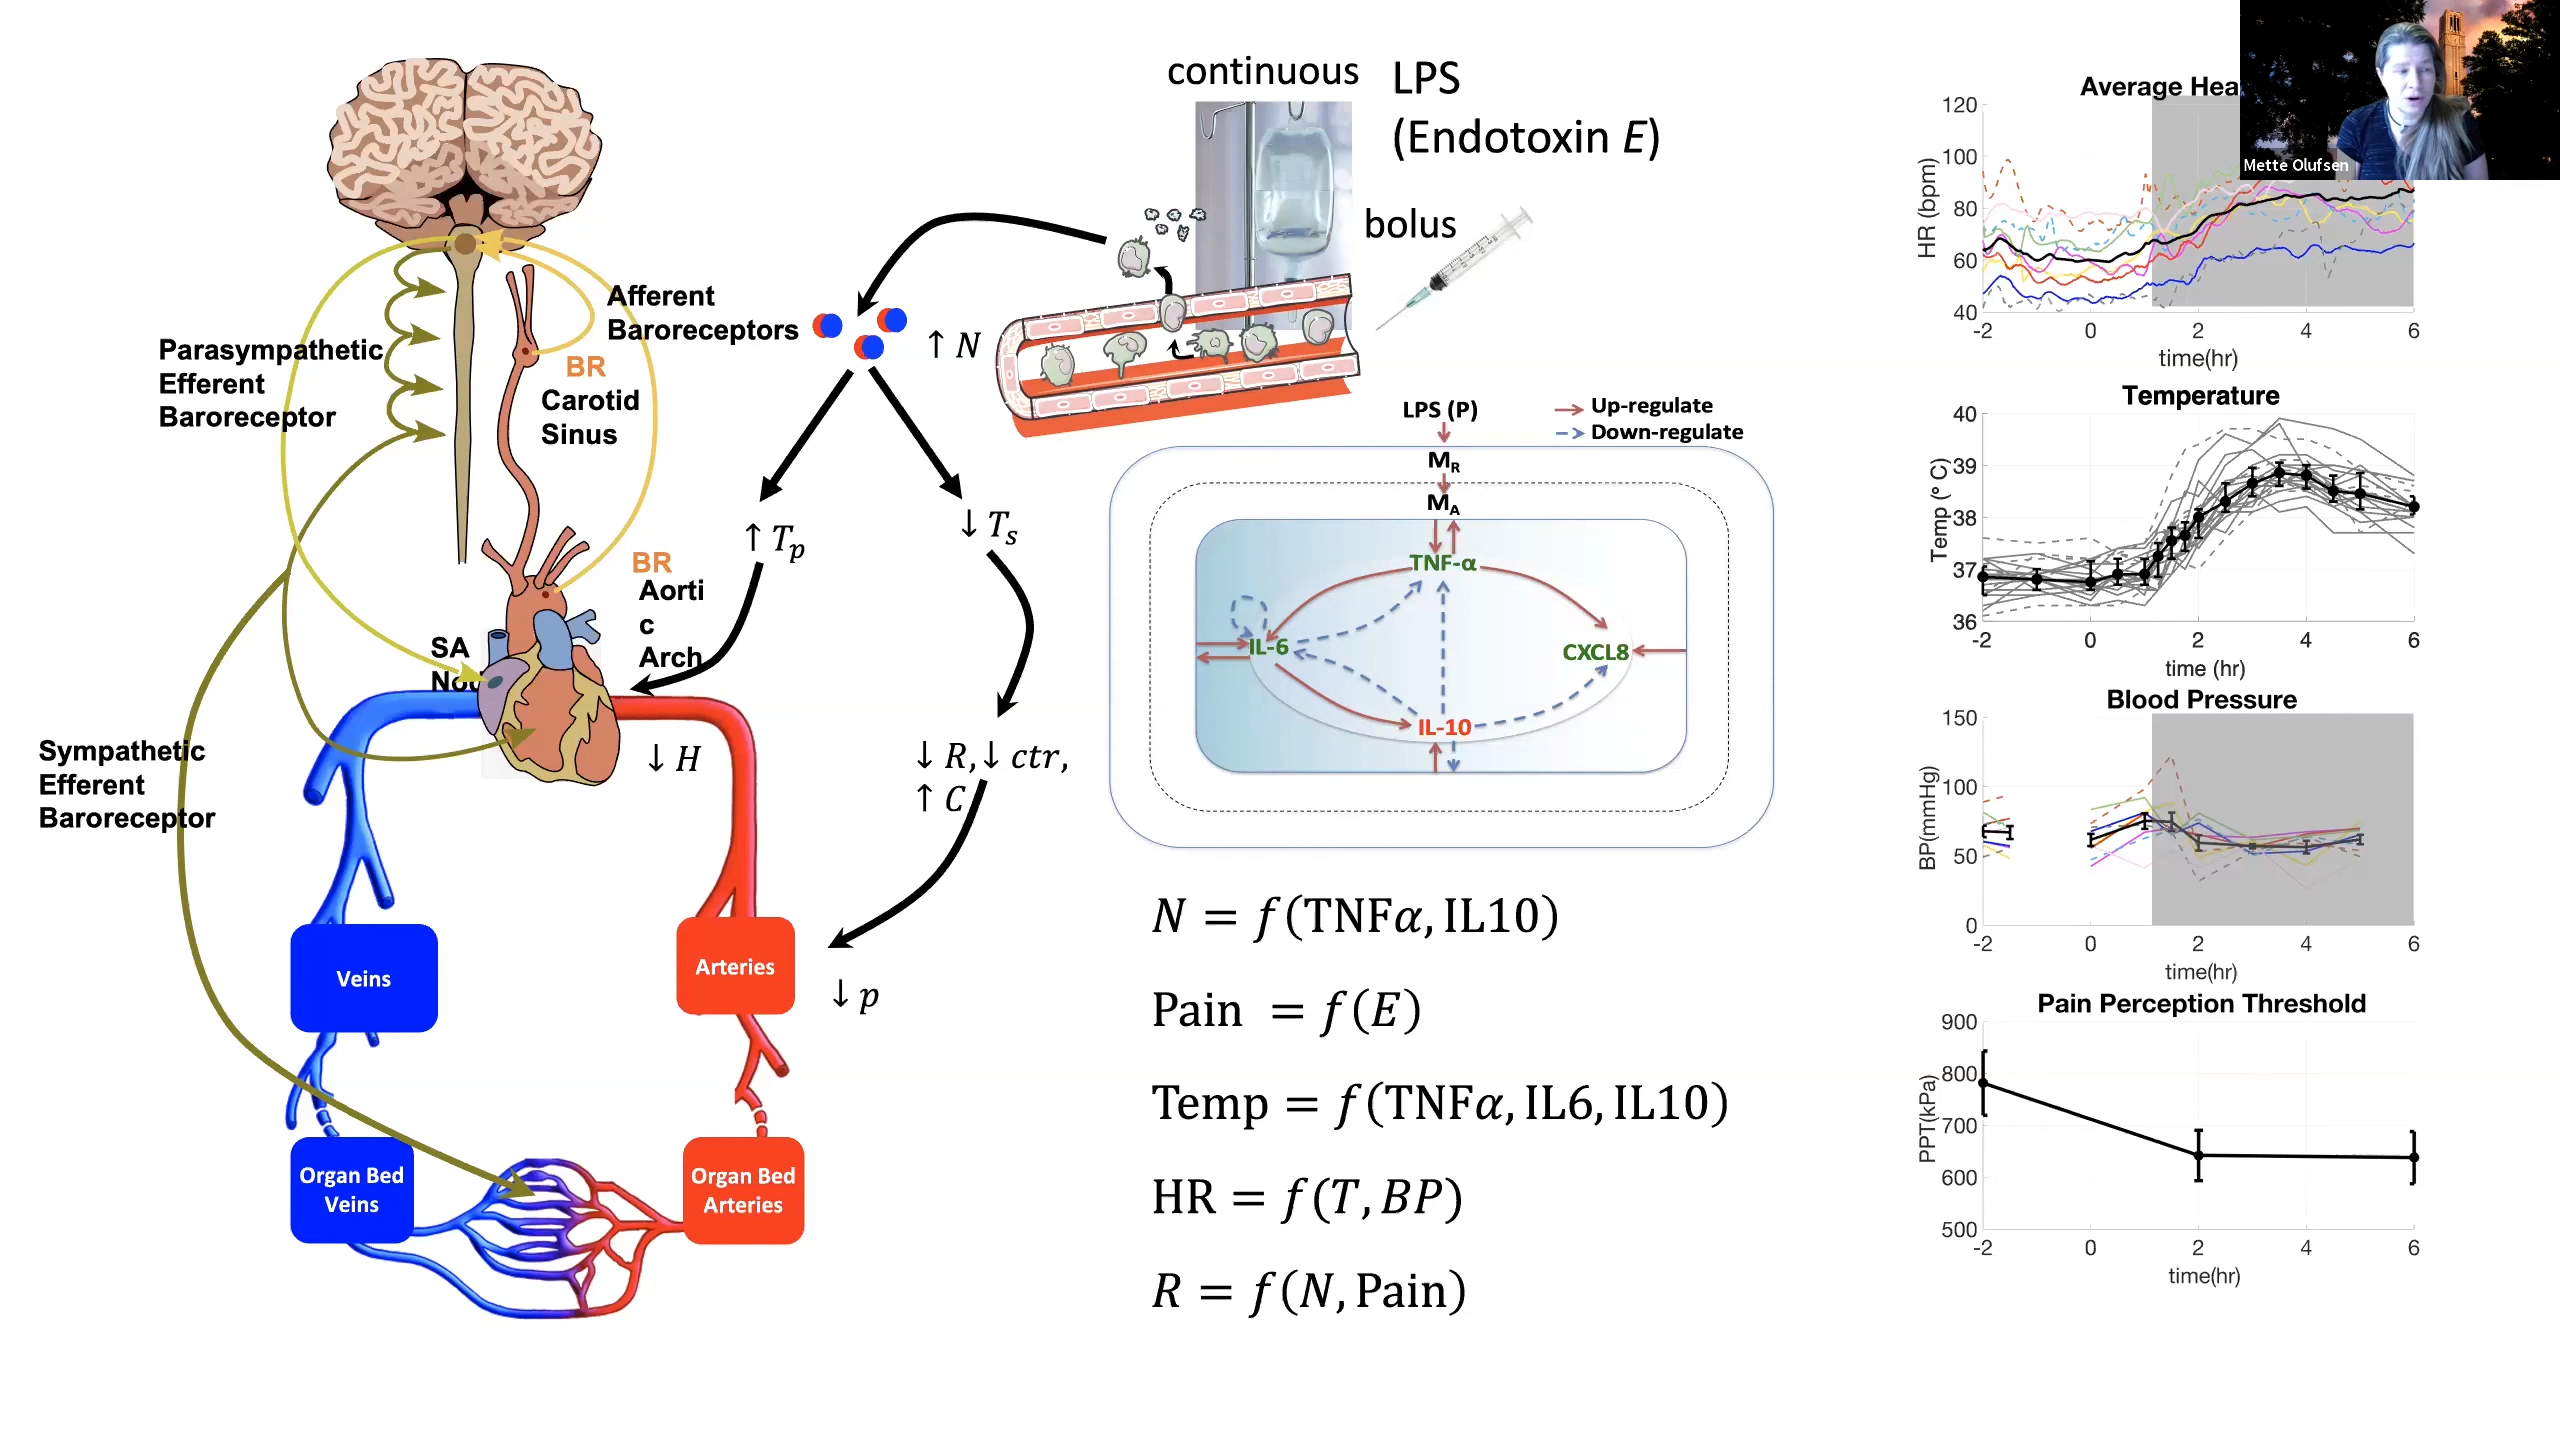 Afferent
Baroreceptors
Parasympathetic
Efferent
Baroreceptor
BR
Carotid
Sinus
BR
Aorti
c
Arch
SA
Sympathetic
Efferent
Baroreceptor
↓ H
Veins
Arteries
Organ Bed
Veins
Organ Bed
Arteries
↑ N
↑ Tp
↓ Ts
↓ R,↓ ctr,
↑ C
↓ p
continuous
LPS
(Endotoxin E)
bolus
LPS (P)
Up-regulate
Down-regulate
MR
MA
TNF-α
IL-6
CXCL8
IL-10
N = f(TNFα, IL10)
Pain = f(E)
Temp = f(TNFα, IL6, IL10)
HR = f(T, BP)
R = f(N, Pain)
Mette Olufsen
Average Hea
HR (bpm)
120
100
80
60
40
-2 0 2 4 6
time(hr)
Temperature
Temp (° C)
40
39
38
37
36
-2 0 2 4 6
time (hr)
Blood Pressure
BP(mmHg)
150
100
50
0
-2 0 2 4 6
time(hr)
Pain Perception Threshold
PPT(kPa)
900
800
700
600
500
-2 0 2 4 6
time(hr)